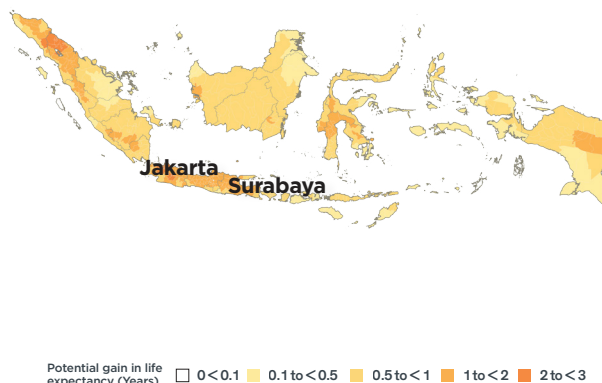 Jakarta
Surabaya
Potential gain in life
expectancy (Years)
0<0.1
0.1 to<0.5
0.5 to<1
1 to<2
2 to<3